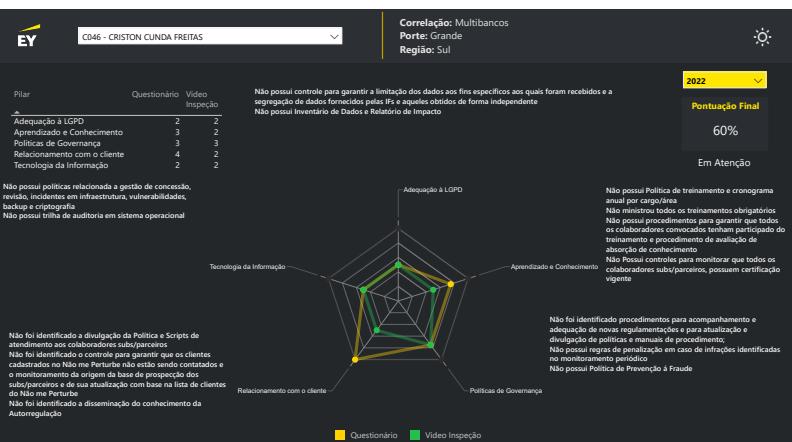 EY
C046 - CRISTON CUNDA FREITAS
Correlação: Multibancos
Porte: Grande
Região: Sul
2022
Pontuação Final
60%
Em Atenção
Pilar Questionário Video Inspeção
Adequação à LGPD 2 2
Aprendizado e Conhecimento 3 2
Políticas de Governança 3 3
Relacionamento com o cliente 4 2
Tecnologia da Informação 2 2
Não possui controle para garantir a limitação dos dados aos fins específicos aos quais foram recebidos e a
segregação de dados fornecidos pelas IFs e aqueles obtidos de forma independente
Não possui Inventário de Dados e Relatório de Impacto
Não possui políticas relacionada a gestão de concessão,
revisão, incidentes em infraestrutura, vulnerabilidades,
backup e criptografia
Não possui trilha de auditoria em sistema operacional
Adequação à LGPD
Não possui Política de treinamento e cronograma
anual por cargo/área
Não ministrou todos os treinamentos obrigatórios
Não possui procedimentos para garantir que todos
os colaboradores convocados tenham participado do
treinamento e procedimento de avaliação de
absorção de conhecimento
Não Possui controles para monitorar que todos os
colaboradores subs/parceiros, possuem certificação
vigente
Tecnologia da Informação
Aprendizado e Conhecimento
Não foi identificado a divulgação da Política e Scripts de
atendimento aos colaboradores subs/parceiros
Não foi identificado o controle para garantir que os clientes
cadastrados no Não me Perturbe não estão sendo contatados e
o monitoramento da origem da base de prospecção dos
subs/parceiros e de sua atualização com base na lista de clientes
do Não me Perturbe
Não foi identificado a disseminação do conhecimento da
Autorregulação
Não foi identificado procedimentos para acompanhamento e
adequação de novas regulamentações e para atualização e
divulgação de políticas e manuais de procedimento;
Não possui regras de penalização em caso de infrações identificadas
no monitoramento periódico
Não possui Política de Prevenção á Fraude
Relacionamento com o cliente
Políticas de Governança
Questionário
Video Inspeção